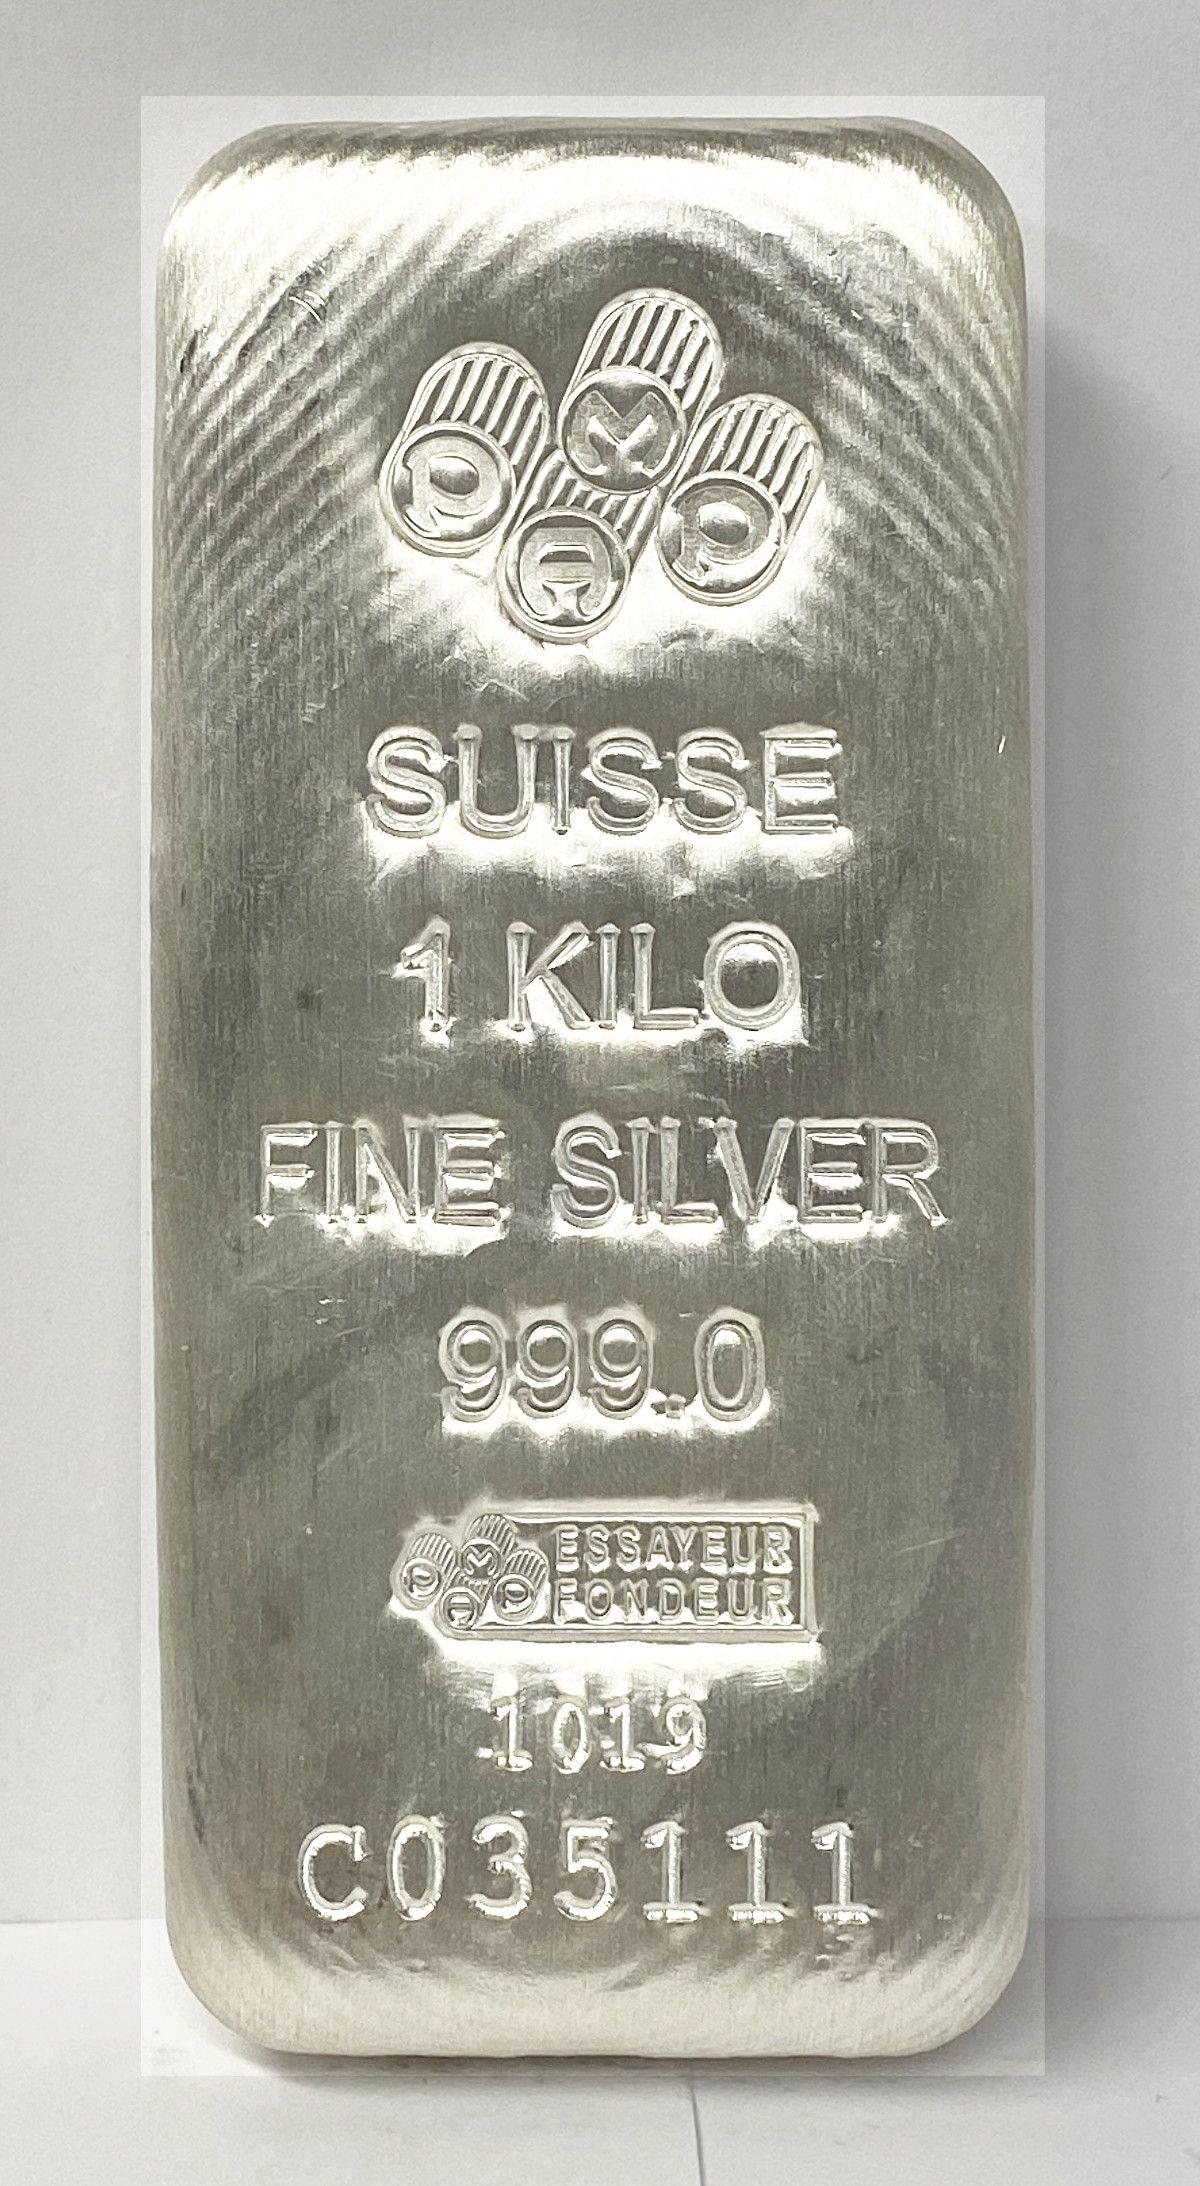 PAMP
SUISSE
1 KILO
FINE SILVER
999.0
PAMP ESSAYEUR
FONDEUR
1019
C035111